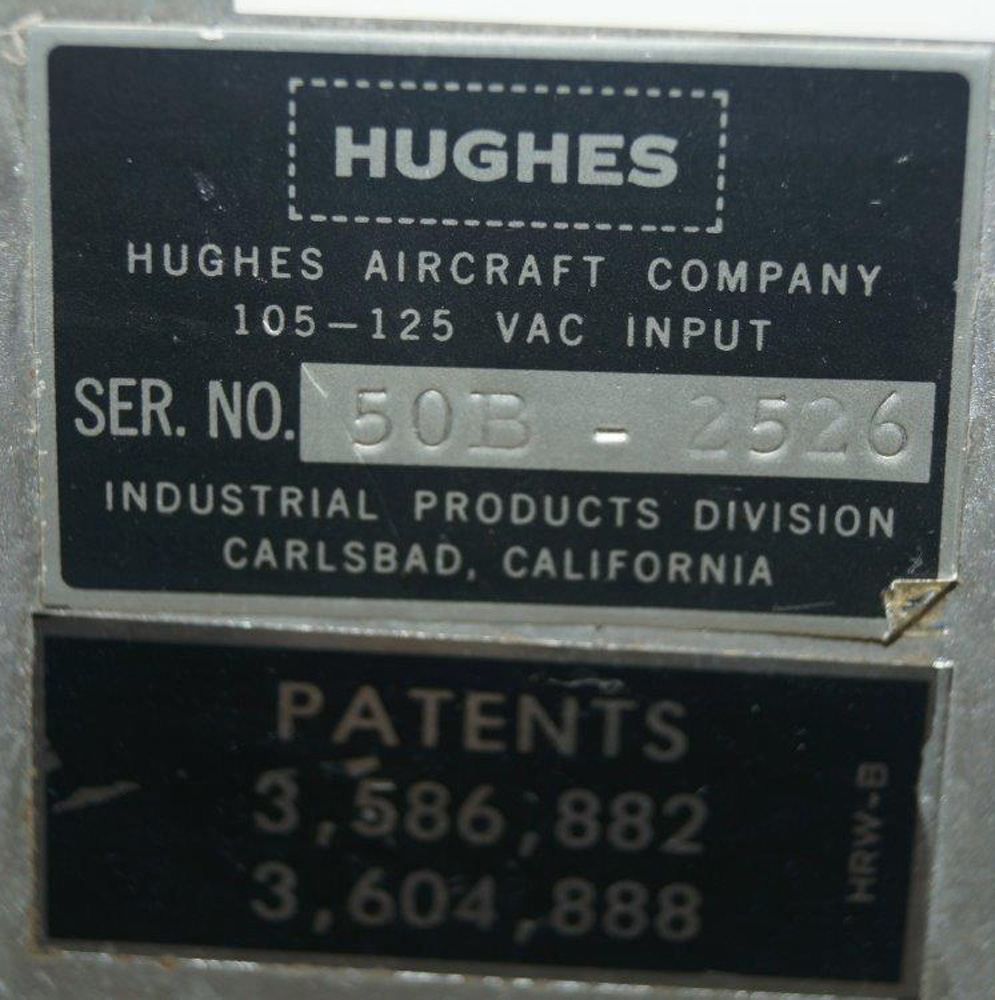 HUGHES
HUGHES AIRCRAFT COMPANY
105-125 VAC INPUT
SER. NO. 50B - 2526
INDUSTRIAL PRODUCTS DIVISION
CARLSBAD, CALIFORNIA
PATENTS
3,586,882
3,604,888
HRW-B